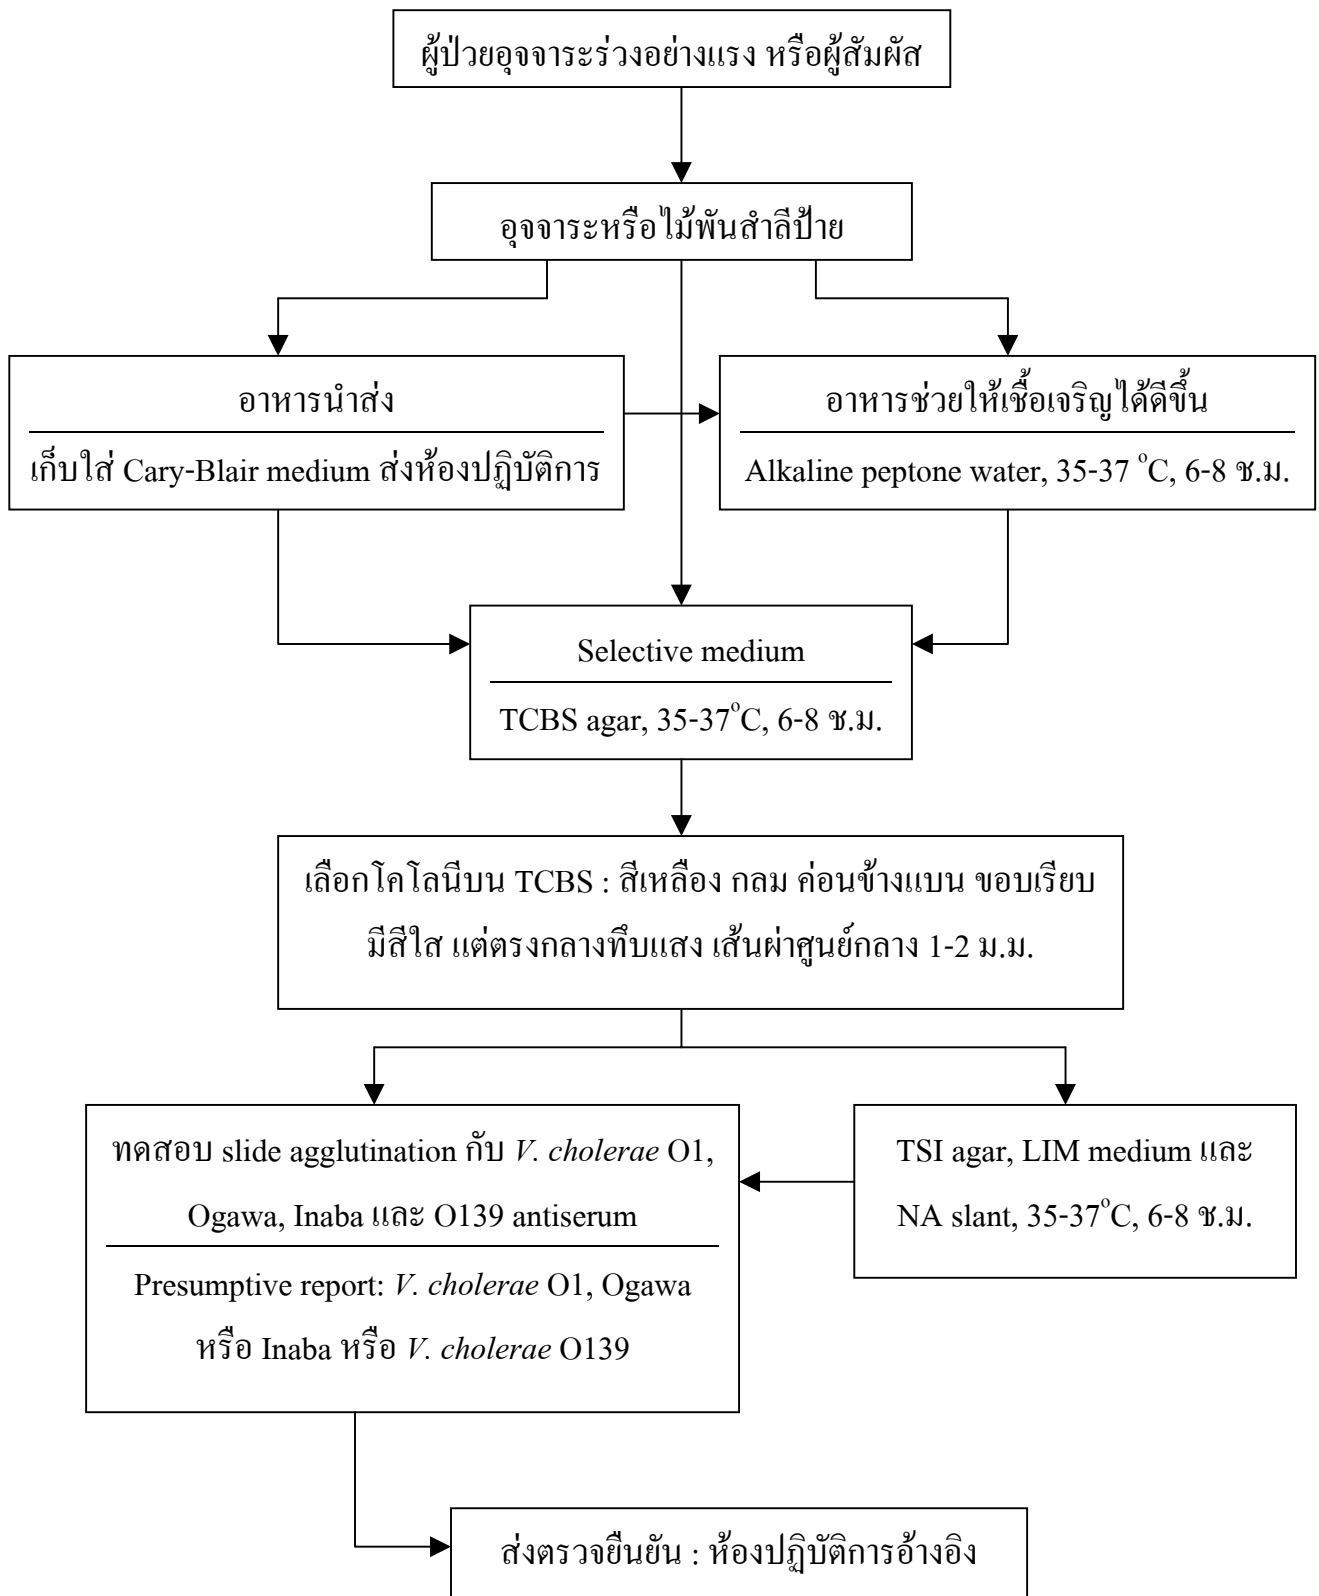 ผู้ป่วยอุจจาระร่วงอย่างแรง หรือผู้สัมผัส
อุจจาระหรือไม้พันสำลีป้าย
อาหารนำส่ง
เก็บใส่ Cary-Blair medium ส่งห้องปฏิบัติการ
อาหารช่วยให้เชื้อเจริญได้ดีขึ้น
Alkaline peptone water, 35-37 °C, 6-8 ช.ม.
Selective medium
TCBS agar, 35-37°C, 6-8 ช.ม.
เลือกโคโลนีบน TCBS : สีเหลือง กลม ค่อนข้างแบน ขอบเรียบ
มีสีใส แต่ตรงกลางทึบแสง เส้นผ่าศูนย์กลาง 1-2 ม.ม.
ทดสอบ slide agglutination กับ V. cholerae O1,
Ogawa, Inaba และ O139 antiserum
Presumptive report: V. cholerae O1, Ogawa
หรือ Inaba หรือ V. cholerae O139
TSI agar, LIM medium และ
NA slant, 35-37°C, 6-8 ช.ม.
ส่งตรวจยืนยัน : ห้องปฏิบัติการอ้างอิง